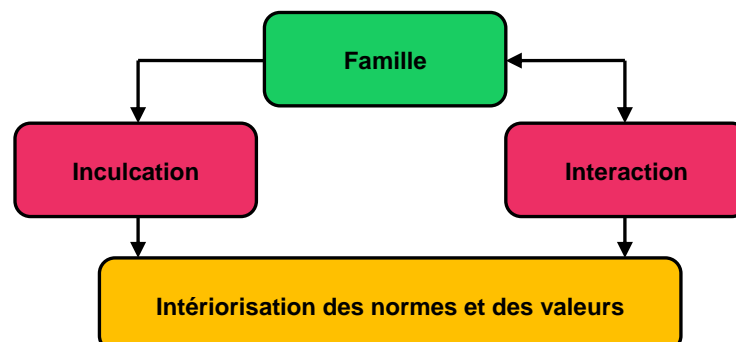 Famille
Inculcation
Interaction
Intériorisation des normes et des valeurs